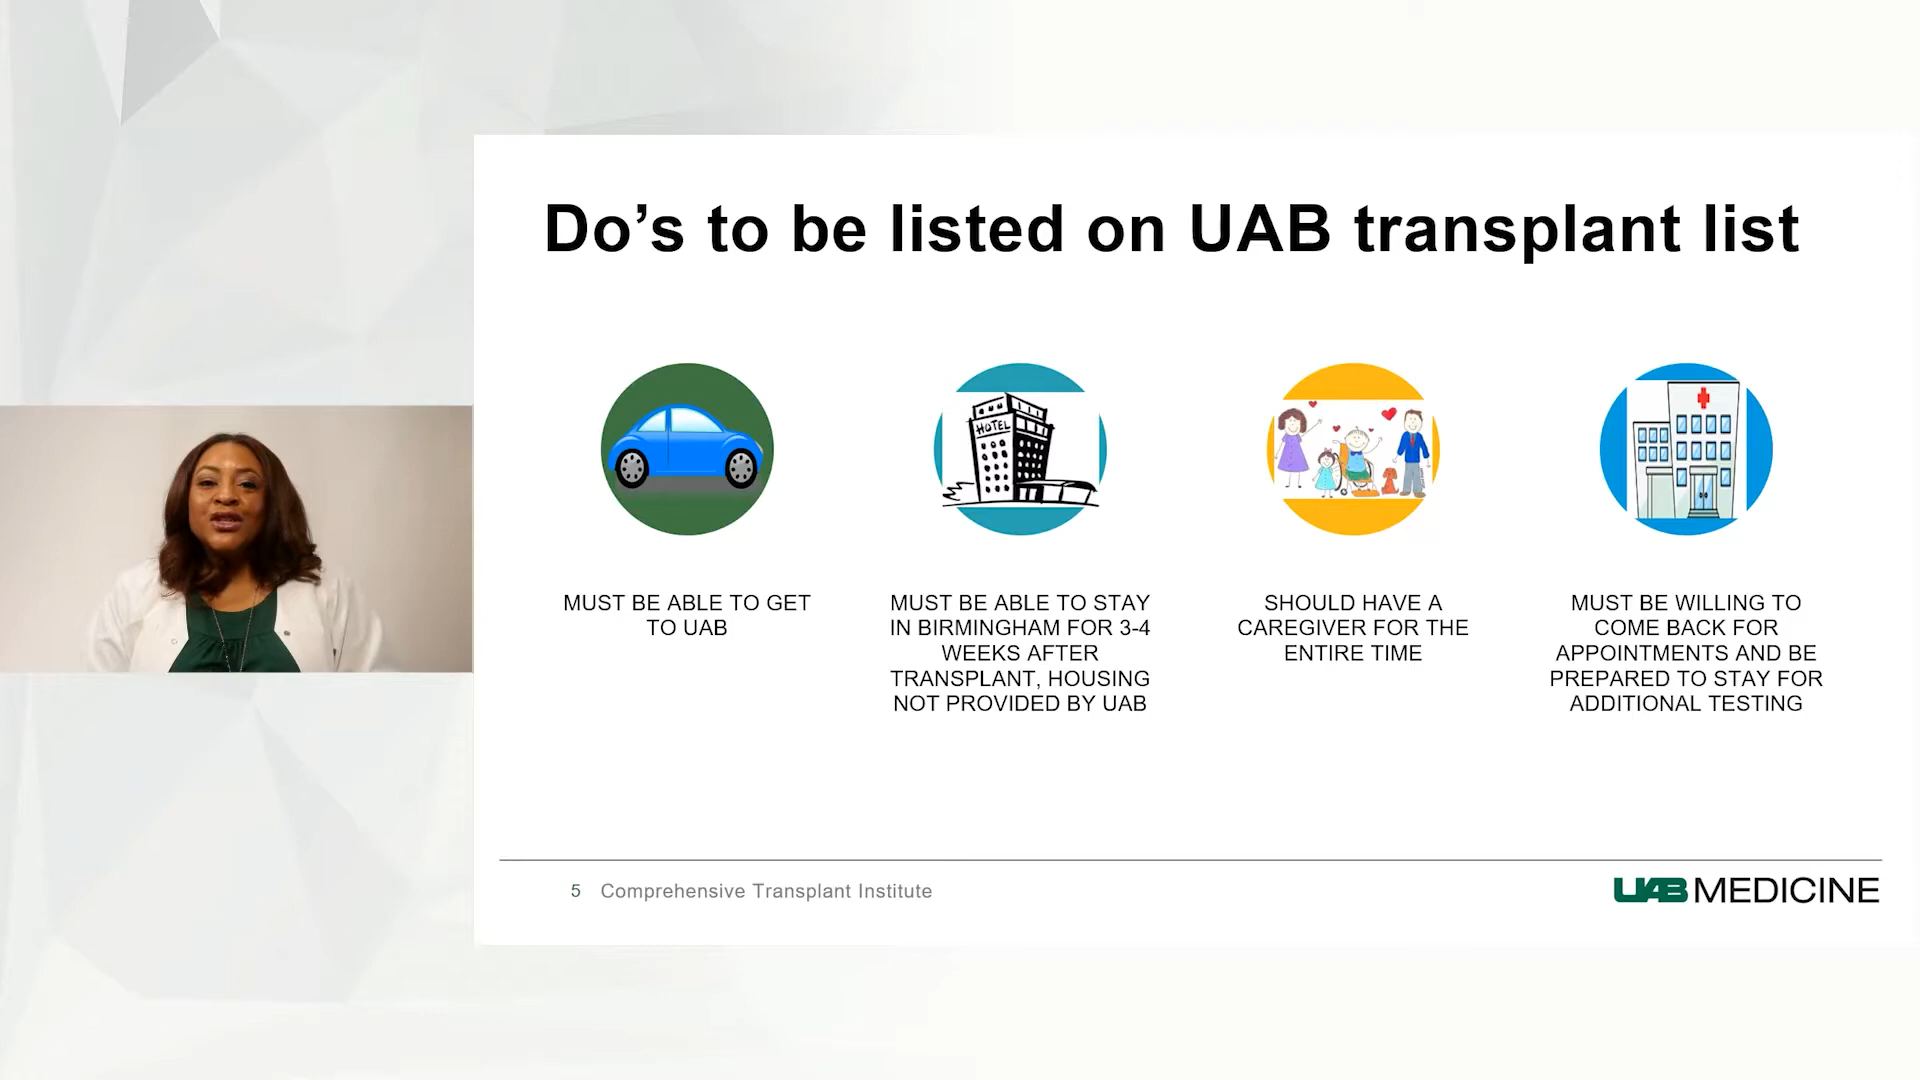 Do’s to be listed on UAB transplant list
HOTEL
MUST BE ABLE TO GET
TO UAB
MUST BE ABLE TO STAY
IN BIRMINGHAM FOR 3-4
WEEKS AFTER
TRANSPLANT, HOUSING
NOT PROVIDED BY UAB
SHOULD HAVE A
CAREGIVER FOR THE
ENTIRE TIME
MUST BE WILLING TO
COME BACK FOR
APPOINTMENTS AND BE
PREPARED TO STAY FOR
ADDITIONAL TESTING
5 Comprehensive Transplant Institute
UAB MEDICINE